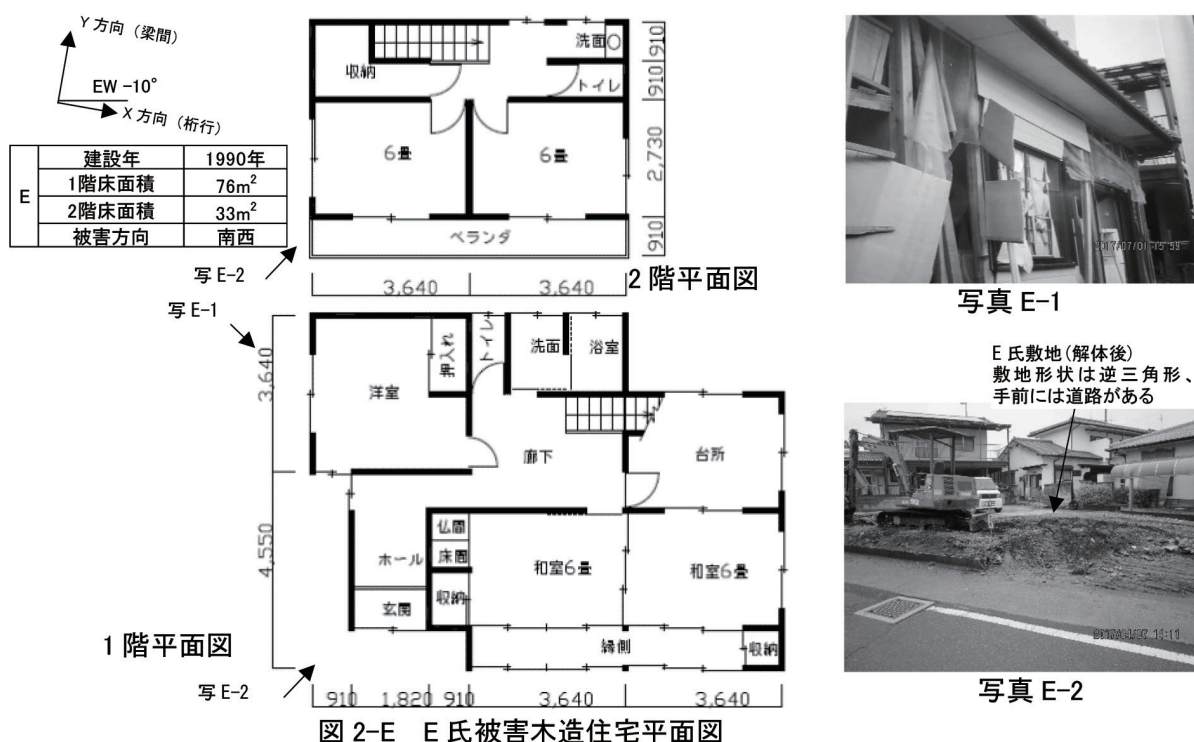 Y 方向 (梁間)
EW -10°
X 方向 (桁行)
E
建設年 1990年
1階床面積 76m²
2階床面積 33m²
被害方向 南西
写 E-2
写 E-1
収納
洗面
トイレ
6畳
6畳
ベランダ
910
910
2,730
910
3,640
3,640
2 階平面図
3,640
4,550
洋室
押入れ
トイレ
洗面
浴室
廊下
台所
仏間
床間
ホール
和室6畳
和室6畳
収納
玄関
縁側
収納
1 階平面図
写 E-2
910
1,820
910
3,640
3,640
図 2-E E 氏被害木造住宅平面図
2017/07/01 15:59
写真 E-1
E 氏敷地(解体後)
敷地形状は逆三角形、
手前には道路がある
写真 E-2